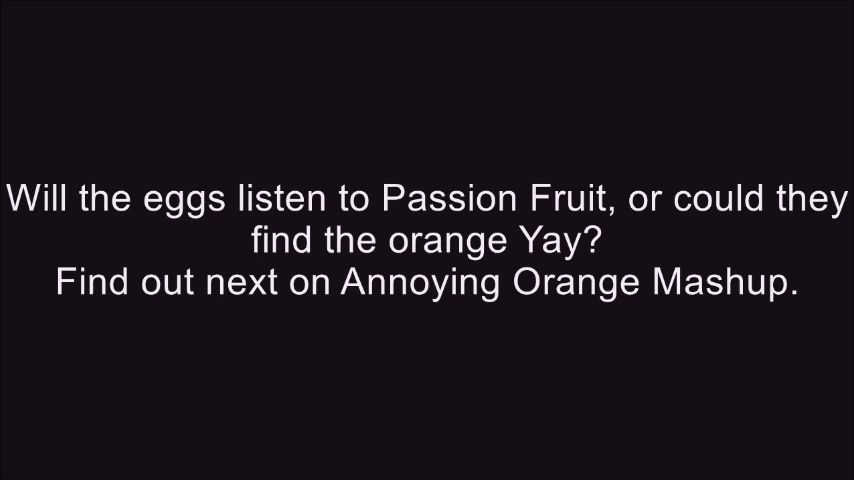 Will the eggs listen to Passion Fruit, or could they
find the orange Yay?
Find out next on Annoying Orange Mashup.